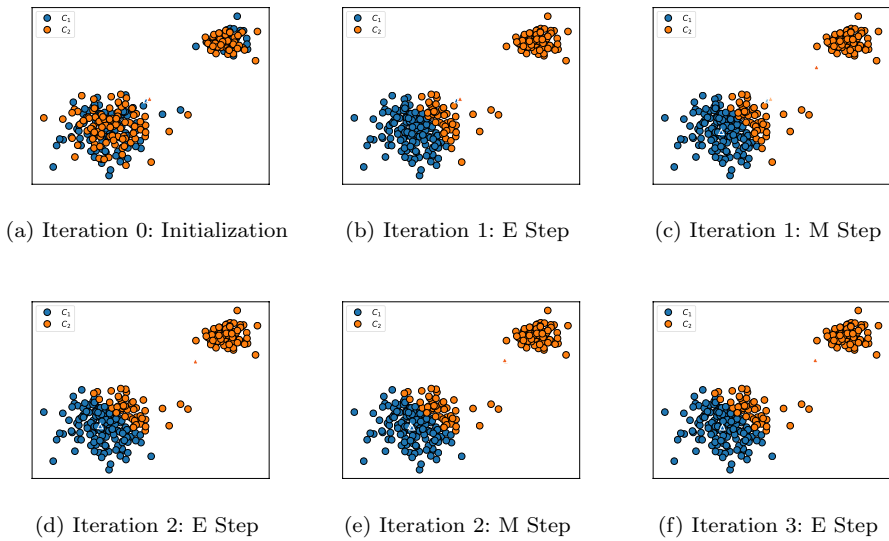 C1 C1 C1
C2 C2 C2
(a) Iteration 0: Initialization (b) Iteration 1: E Step (c) Iteration 1: M Step
C1 C1 C1
C2 C2 C2
(d) Iteration 2: E Step (e) Iteration 2: M Step (f) Iteration 3: E Step